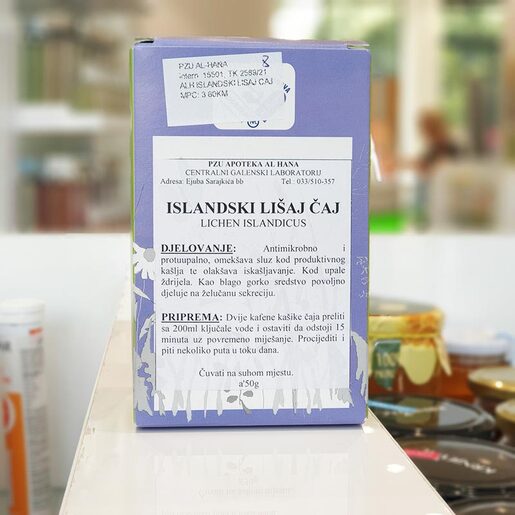 PZU AL-HANA
Intern 15501, TK 2569/21
ALH ISLANDSKI LISAJ CAJ
MPC: 3.60KM
PZU APOTEKA AL HANA
CENTRALNI GALENSKI LABORATORIJ
Adresa: Ejuba Sarajkića bb Tel : 033/510-357
ISLANDSKI LIŠAJ ČAJ
LICHEN ISLANDICUS
DJELOVANJE: Antimikrobno i
protuupalno, omekšava sluz kod produktivnog
kašlja te olakšava iskašljavanje. Kod upale
ždrijela. Kao blago gorko sredstvo povoljno
djeluje na želučanu sekreciju.
PRIPREMA: Dvije kafene kašike čaja preliti
sa 200ml ključale vode i ostaviti da odstoji 15
minuta uz povremeno miješanje. Procijediti i
piti nekoliko puta u toku dana.
Čuvati na suhom mjestu.
a'50g